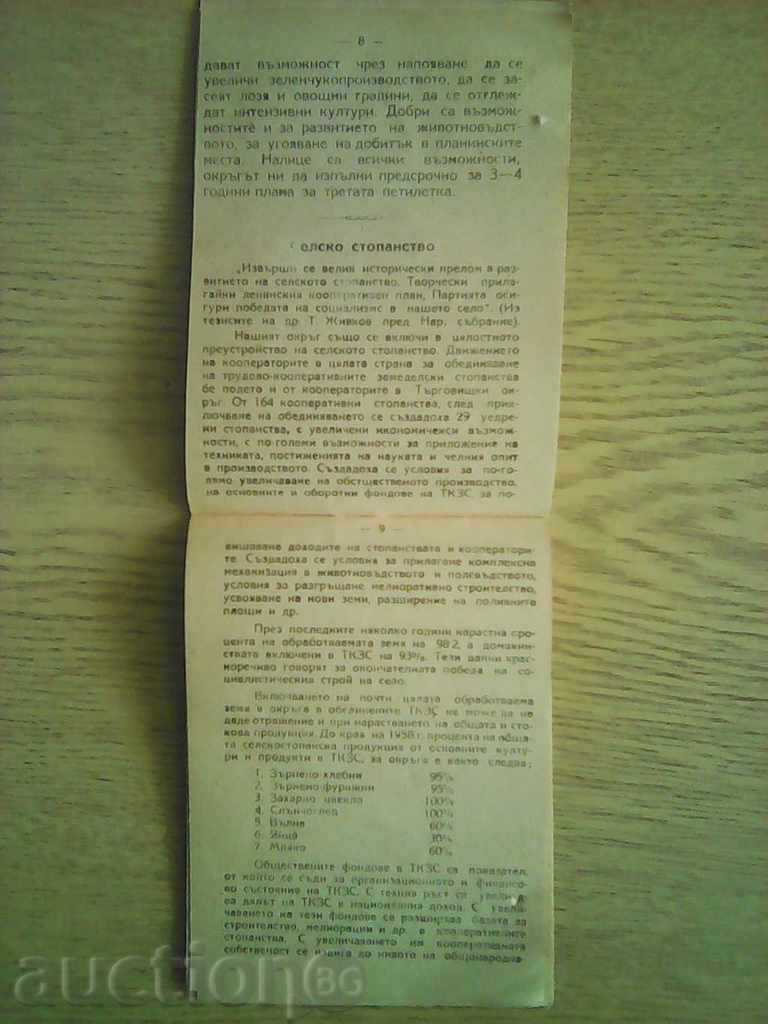 — 8 —
дават възможност чрез напояване да се
увеличи зеленчукопроизводството, да се за-
сеят лозя и овощни градини, да се отглеж-
дат интензивни култури. Добри са възмож-
ностите и за развитието на животновъдст-
вото, за угояване на добитък в планинските
места. Налице са всички възможности,
окръгът ни да изпълни предсрочно за 3—4
години плана за третата петилетка.
елско стопанство
„Извърши се велик исторически прелом в раз-
витието на селското стопанство. Творчески прила-
гайки ленинския кооперативен план, Партията оси-
гури победата на социализма в нашето село". (Из
тезисите на др. Т. Живков пред Нар. събрание).
Нашият окръг също се включи в цялостното
преустройство на селското стопанство. Движението
на кооператорите в цялата страна за обединяване
на трудово-кооперативните земеделски стопанства
бе подето и от кооператорите в Търговищки ок-
ръг. От 164 кооперативни стопанства, след прик-
лючване на обединяването се създадоха 29 уедре-
ни стопанства, с увеличени икономически възмож-
ности, с по-големи възможности за приложение на
техниката, постиженията на науката и челния опит
в производството. Създадоха се условия за по-го-
лямо увеличаване на обстщественото производство,
на основните и оборотни фондове на ТКЗС, за по-
— 9 —
вишаване доходите на стопанствата и кооператори-
те. Създадоха се условия за прилагане комплексна
механизация в животновъдството и полевъдството,
условия за разгръщане мелиоративно строителство,
усвояване на нови земи, разширение на поливните
площи и др.
През последните няколко години нарастна про-
цента на обработваемата земя на 98·2, а домакин-
ствата включени в ТКЗС на 93%. Тези данни крас-
норечиво говорят за окончателната победа на со-
циалистическия строй на село.
Включването на почти цялата обработваема
земя в окръга в обединените ТКЗС не може да не
даде отражение и при нарастването на общата и сто-
кова продукция. До края на 1958 г. процента на общa-
та селскостопанска продукция от основните култу-
ри и продукти в ТКЗС, за окръга е както следва:
1. Зърнено хлебни 95%
2. Зърнено-фуражни 95%
3. Захарно цвекло 100%
4. Слънчоглед 100%
5. Вълна 60%
6. Яйца 30%
7. Мляко 60%
Обществените фондове в ТКЗС са показател,
от който се съди за организационното и финансо-
во състояние на ТКЗС. С техния ръст се увелича-
ва делът на ТКЗС в националния доход. С увели-
чаването на тези фондове се разширява базата за
строителство, мелиорации и др. в кооперативните
стопанства. С увеличаването им кооперативната
собственост се издига до нивото на общонародна-
auctionBG